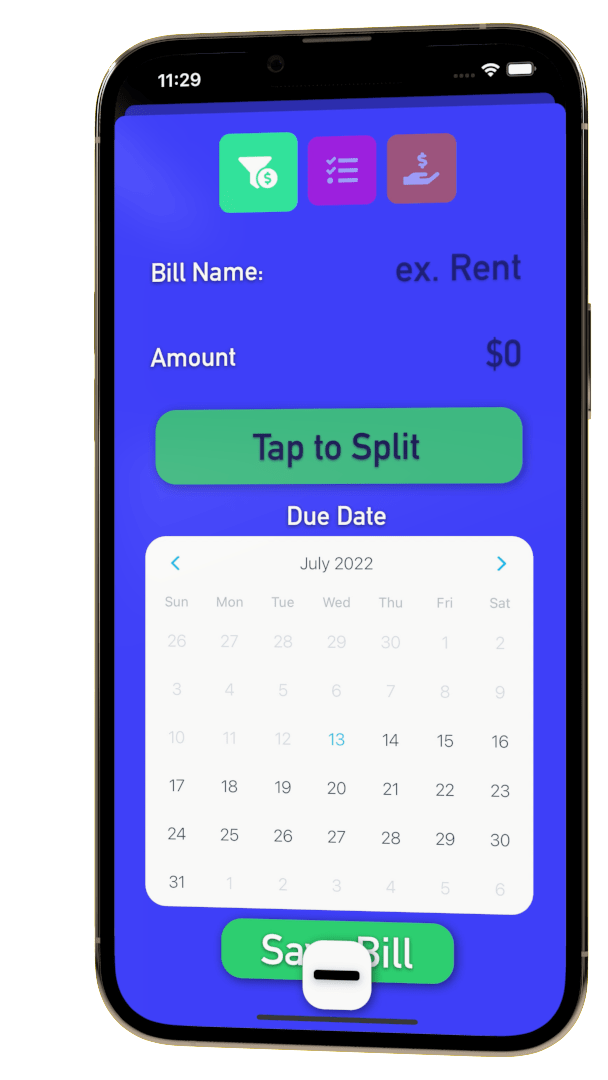 11:29
Bill Name: ex. Rent
Amount $0
Tap to Split
Due Date
July 2022
Sun Mon Tue Wed Thu Fri Sat
26 27 28 29 30 1 2
3 4 5 6 7 8 9
10 11 12 13 14 15 16
17 18 19 20 21 22 23
24 25 26 27 28 29 30
31 1 2 3 4 5 6
Bill